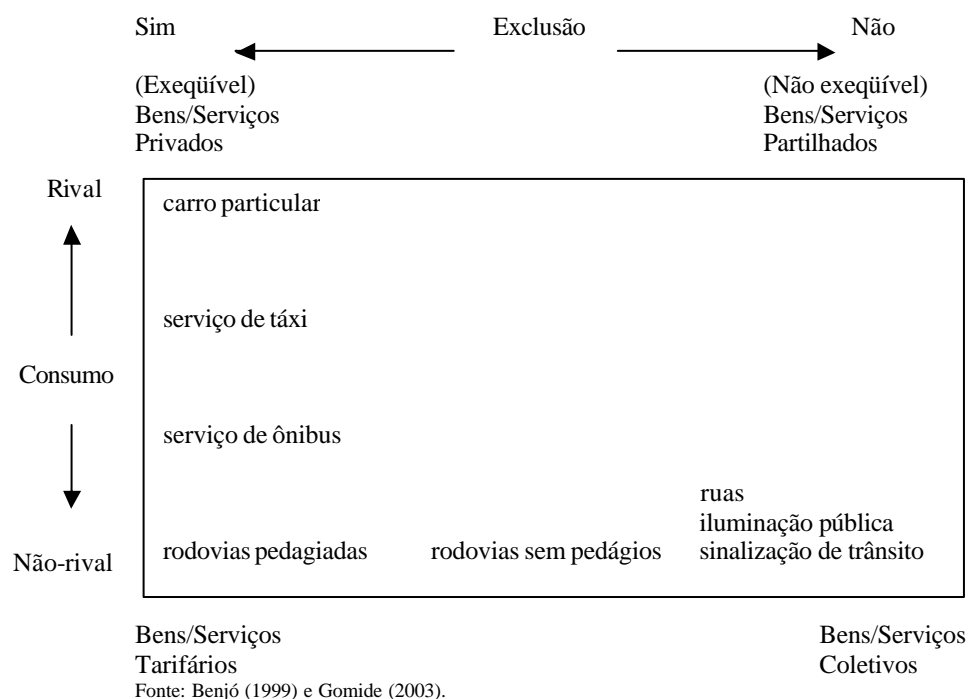 Sim Exclusão Não
(Exeqüível) (Não exeqüível)
Bens/Serviços Bens/Serviços
Privados Partilhados
Rival
carro particular
serviço de táxi
Consumo
serviço de ônibus
ruas
iluminação pública
Não-rival rodovias pedagiadas rodovias sem pedágios sinalização de trânsito
Bens/Serviços Bens/Serviços
Tarifários Coletivos
Fonte: Benjó (1999) e Gomide (2003).